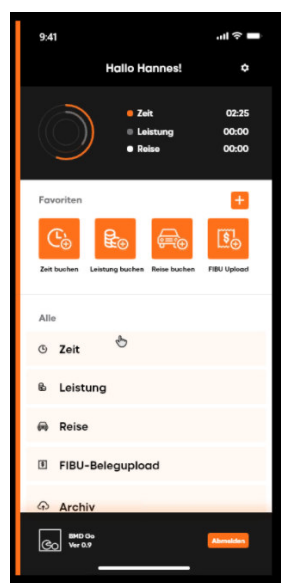 9:41
Hallo Hannes!
Zeit 02:25
Leistung 00:00
Reise 00:00
Favoriten
Zeit buchen Leistung buchen Reise buchen FIBU Upload
Alle
Zeit
Leistung
Reise
FIBU-Belegupload
Archiv
BMD Go
Ver 0.9
Abmelden